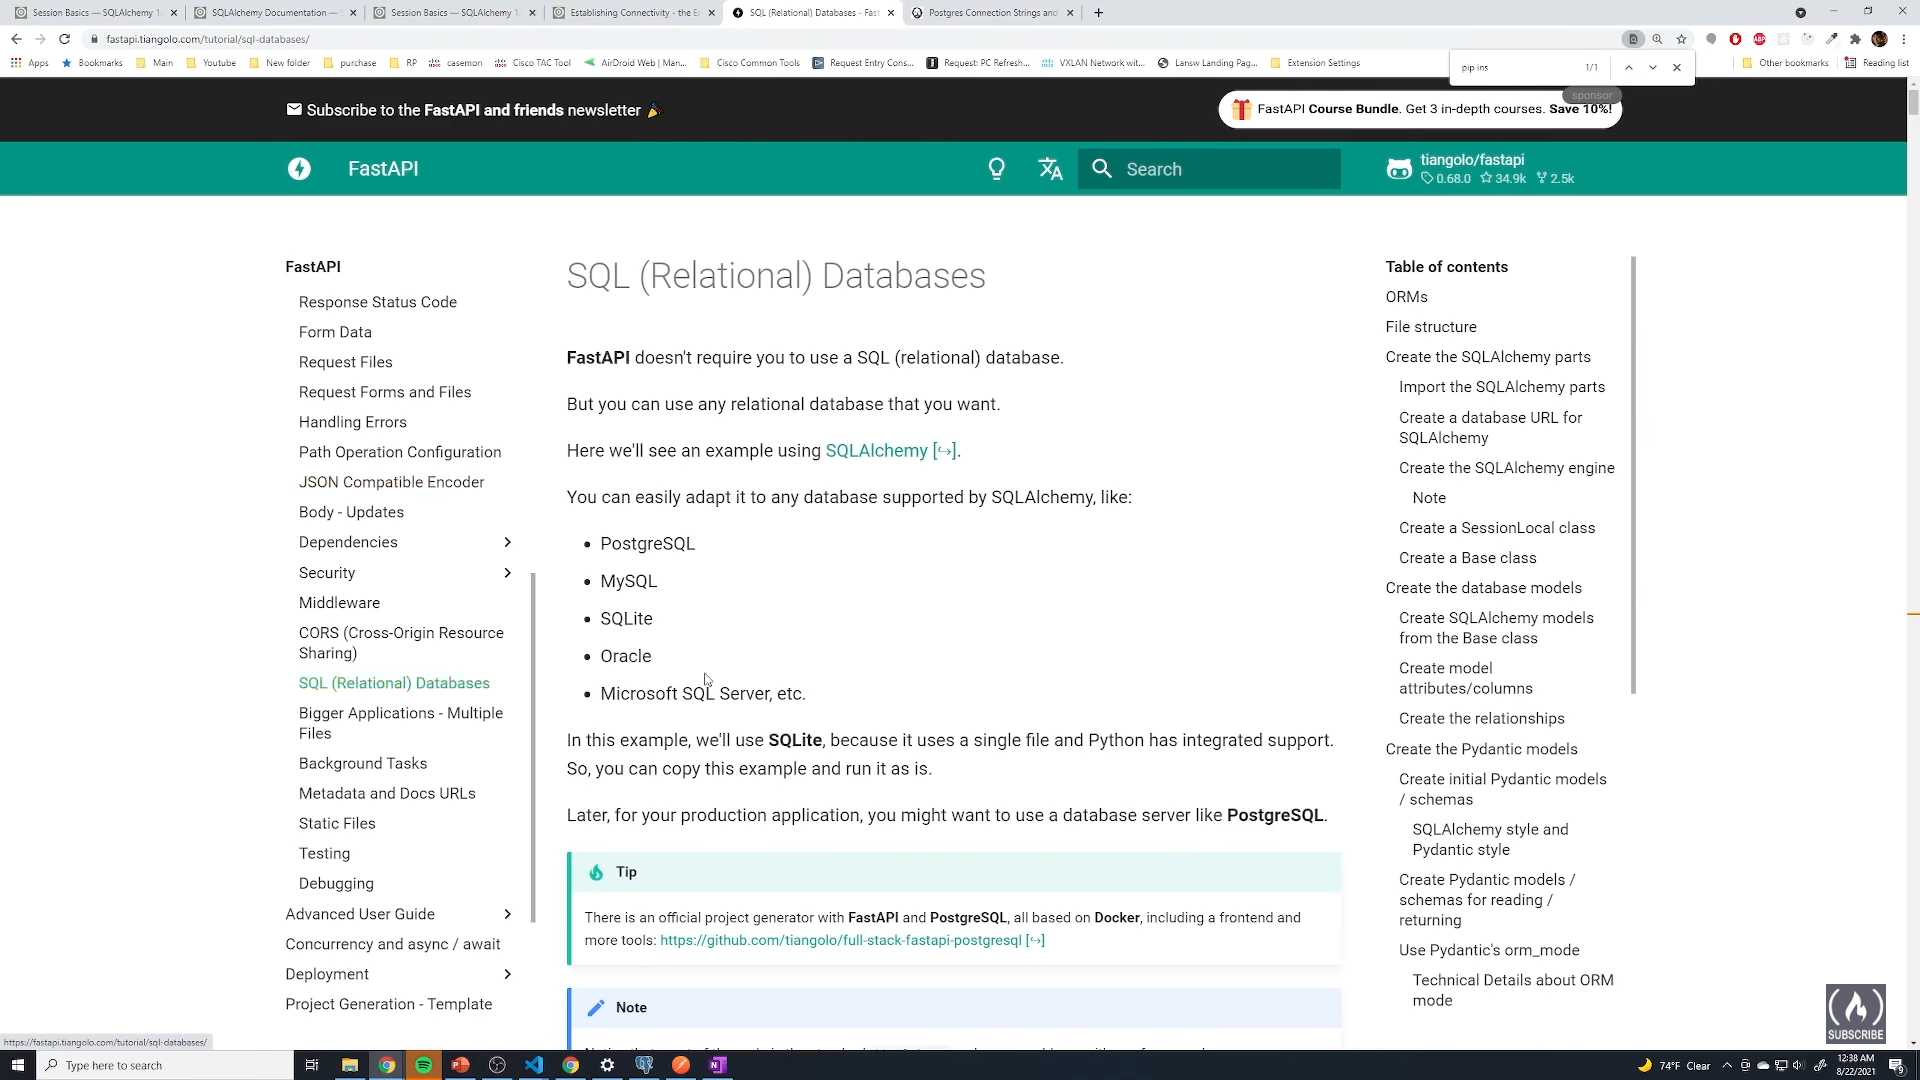 Session Basics — SQLAlchemy 1.
SQLAlchemy Documentation —
Session Basics — SQLAlchemy 1.
Establishing Connectivity - the E
SQL (Relational) Databases - Fast
Postgres Connection Strings and
fastapi.tiangolo.com/tutorial/sql-databases/
Apps
Bookmarks
Main
Youtube
New folder
purchase
RP
casemon
Cisco TAC Tool
AirDroid Web | Man...
Cisco Common Tools
Request Entry Cons...
Request: PC Refresh...
VXLAN Network wit...
Lansw Landing Pag...
Extension Settings
Other bookmarks
Reading list
pip ins
1/1
Subscribe to the FastAPI and friends newsletter
sponsor
FastAPI Course Bundle. Get 3 in-depth courses. Save 10%!
FastAPI
Search
tiangolo/fastapi
0.68.0 34.9k 2.5k
FastAPI
Response Status Code
Form Data
Request Files
Request Forms and Files
Handling Errors
Path Operation Configuration
JSON Compatible Encoder
Body - Updates
Dependencies
Security
Middleware
CORS (Cross-Origin Resource
Sharing)
SQL (Relational) Databases
Bigger Applications - Multiple
Files
Background Tasks
Metadata and Docs URLs
Static Files
Testing
Debugging
Advanced User Guide
Concurrency and async / await
Deployment
Project Generation - Template
SQL (Relational) Databases
FastAPI doesn't require you to use a SQL (relational) database.
But you can use any relational database that you want.
Here we'll see an example using SQLAlchemy [↪].
You can easily adapt it to any database supported by SQLAlchemy, like:
• PostgreSQL
• MySQL
• SQLite
• Oracle
• Microsoft SQL Server, etc.
In this example, we'll use SQLite, because it uses a single file and Python has integrated support.
So, you can copy this example and run it as is.
Later, for your production application, you might want to use a database server like PostgreSQL.
Tip
There is an official project generator with FastAPI and PostgreSQL, all based on Docker, including a frontend and
more tools: https://github.com/tiangolo/full-stack-fastapi-postgresql [↪]
Note
Table of contents
ORMs
File structure
Create the SQLAlchemy parts
Import the SQLAlchemy parts
Create a database URL for
SQLAlchemy
Create the SQLAlchemy engine
Note
Create a SessionLocal class
Create a Base class
Create the database models
Create SQLAlchemy models
from the Base class
Create model
attributes/columns
Create the relationships
Create the Pydantic models
Create initial Pydantic models
/ schemas
SQLAlchemy style and
Pydantic style
Create Pydantic models /
schemas for reading /
returning
Use Pydantic's orm_mode
Technical Details about ORM
mode
SUBSCRIBE
https://fastapi.tiangolo.com/tutorial/sql-databases/
Type here to search
74°F Clear
12:38 AM
8/22/2021